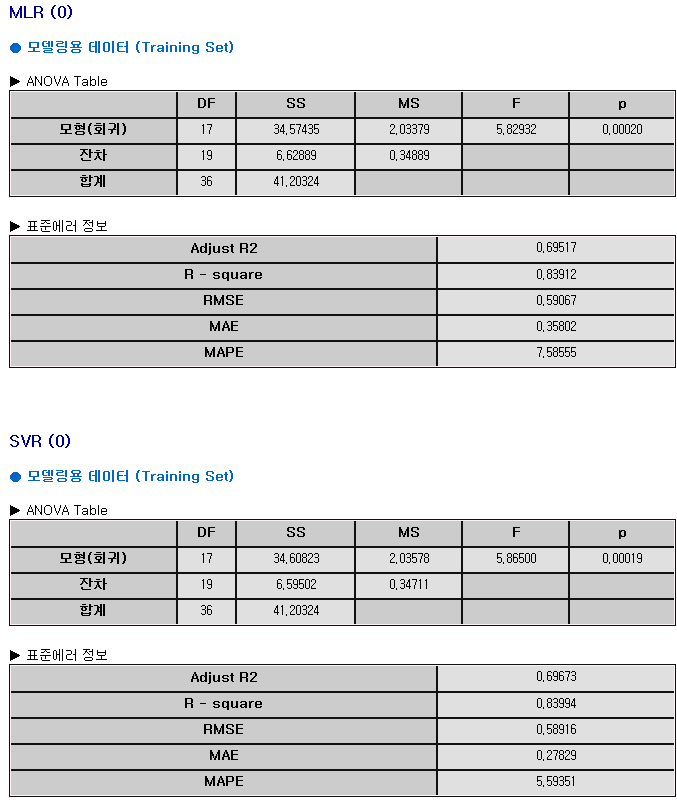 MLR (0)
● 모델링용 데이터 (Training Set)
▶ ANOVA Table
DF SS MS F p
모형(회귀) 17 34,57435 2,03379 5,82932 0,00020
잔차 19 6,62889 0,34889
합계 36 41,20324
▶ 표준에러 정보
Adjust R2 0,69517
R - square 0,83912
RMSE 0,59067
MAE 0,35802
MAPE 7,58555
SVR (0)
● 모델링용 데이터 (Training Set)
▶ ANOVA Table
DF SS MS F p
모형(회귀) 17 34,60823 2,03578 5,86500 0,00019
잔차 19 6,59502 0,34711
합계 36 41,20324
▶ 표준에러 정보
Adjust R2 0,69673
R - square 0,83994
RMSE 0,58916
MAE 0,27829
MAPE 5,59351